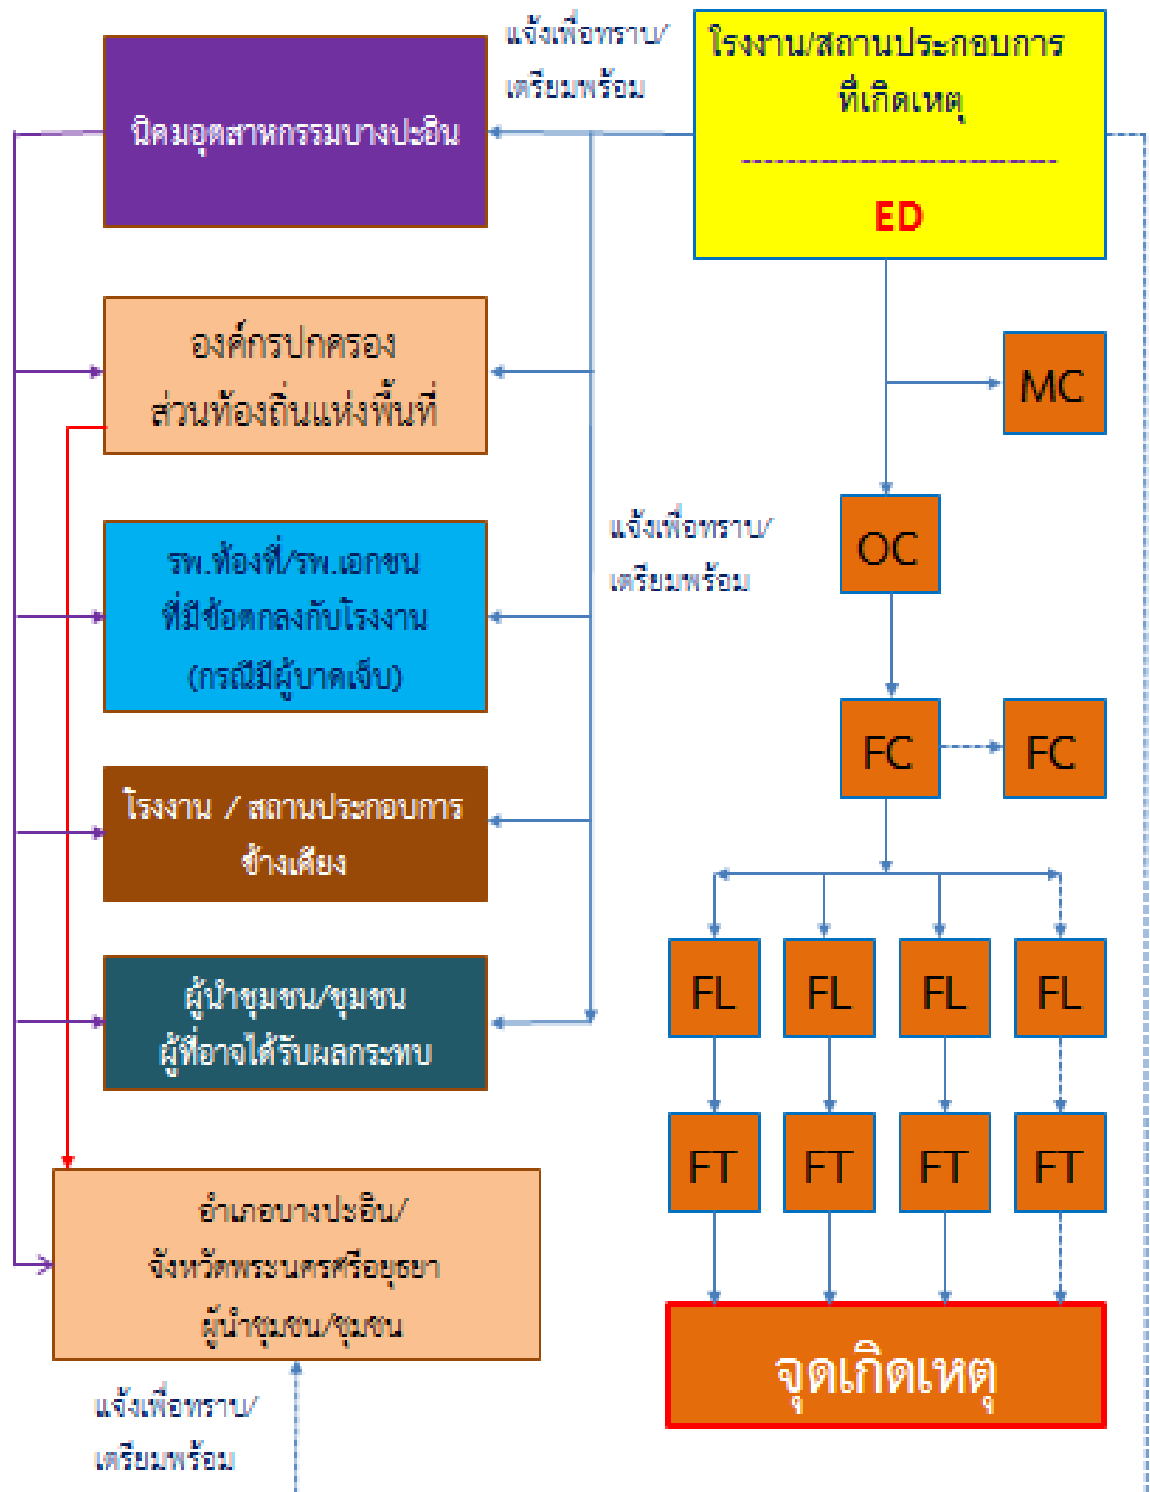 แจ้งเพื่อทราบ/
เตรียมพร้อม
โรงงาน/สถานประกอบการ
ที่เกิดเหตุ
ED
นิคมอุตสาหกรรมบางปะอิน
องค์กรปกครอง
ส่วนท้องถิ่นแห่งพื้นที่
MC
แจ้งเพื่อทราบ/
เตรียมพร้อม
OC
รพ.ท้องที่/รพ.เอกชน
ที่มีข้อตกลงกับโรงงาน
(กรณีมีผู้บาดเจ็บ)
FC
FC
โรงงาน / สถานประกอบการ
ข้างเคียง
ผู้นำชุมชน/ชุมชน
ผู้ที่อาจได้รับผลกระทบ
FL
FL
FL
FL
FT
FT
FT
FT
อำเภอบางปะอิน/
จังหวัดพระนครศรีอยุธยา
ผู้นำชุมชน/ชุมชน
จุดเกิดเหตุ
แจ้งเพื่อทราบ/
เตรียมพร้อม